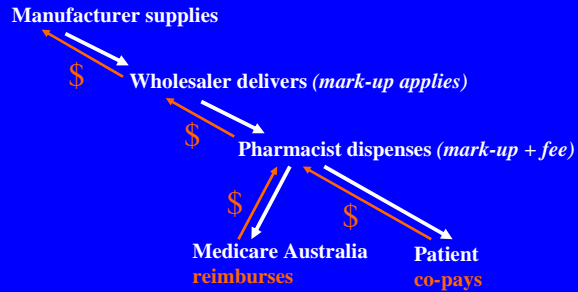 Manufacturer supplies
$
Wholesaler delivers (mark-up applies)
$
Pharmacist dispenses (mark-up + fee)
$
$
Medicare Australia
reimburses
Patient
co-pays